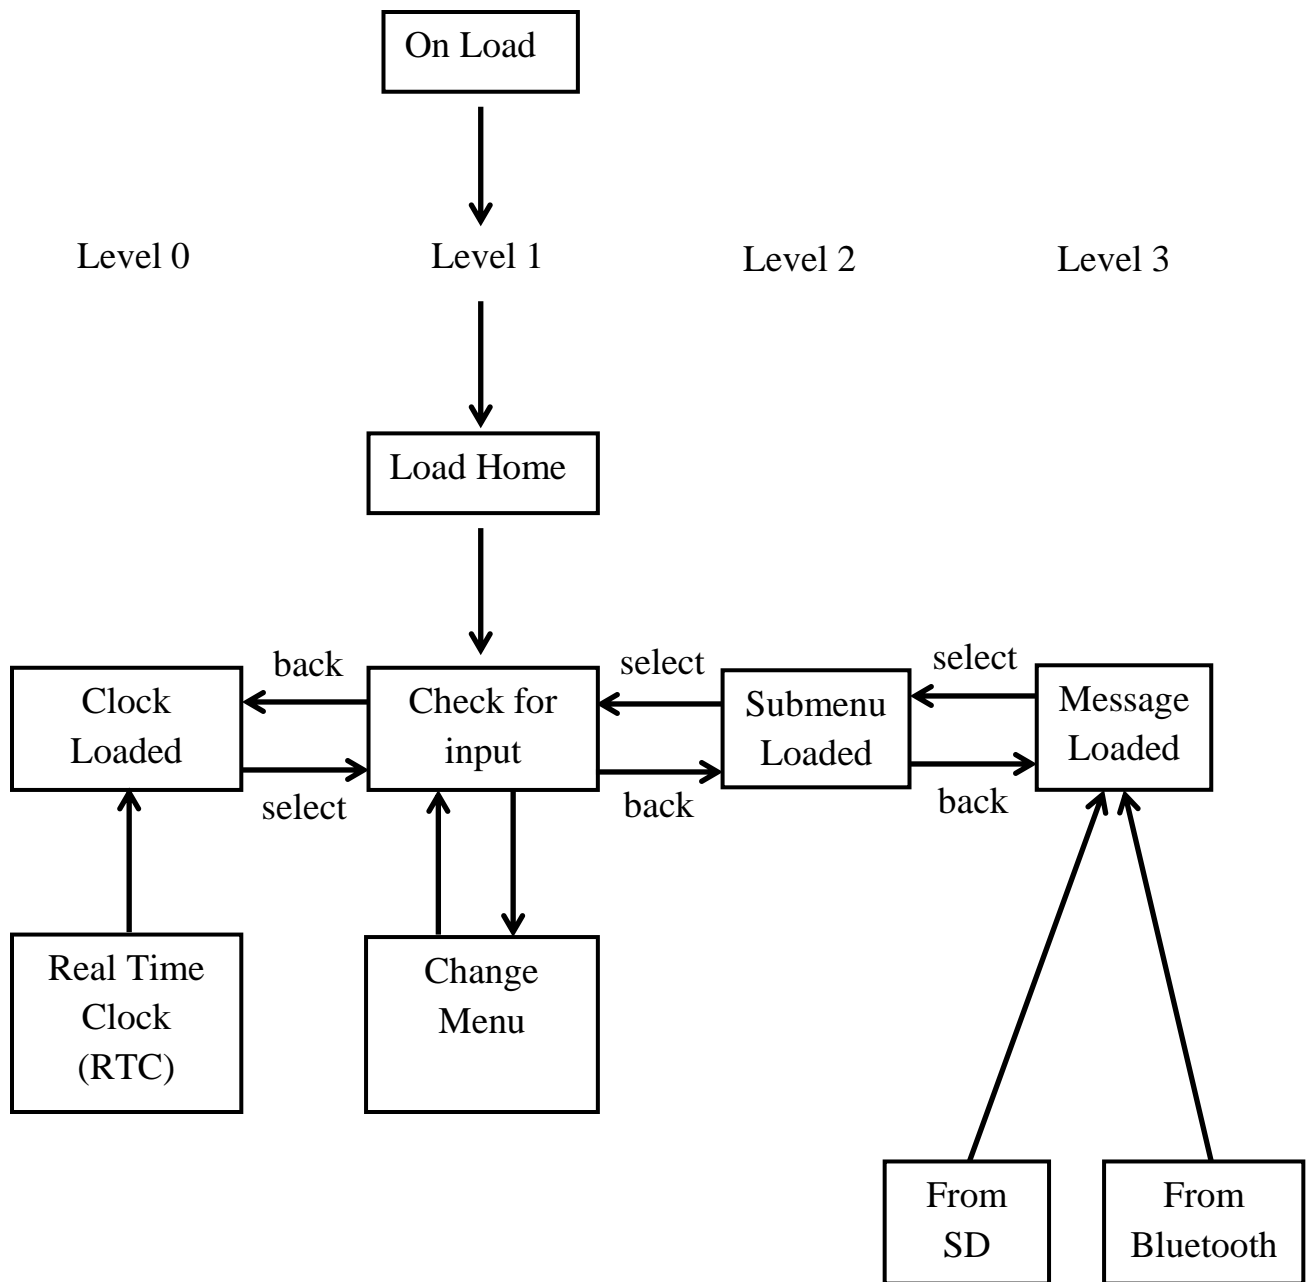 On Load
Level 0
Level 1
Level 2
Level 3
Load Home
back
select
select
Clock
Loaded
Check for
input
Submenu
Loaded
Message
Loaded
select
back
back
Real Time
Clock
(RTC)
Change
Menu
From
SD
From
Bluetooth